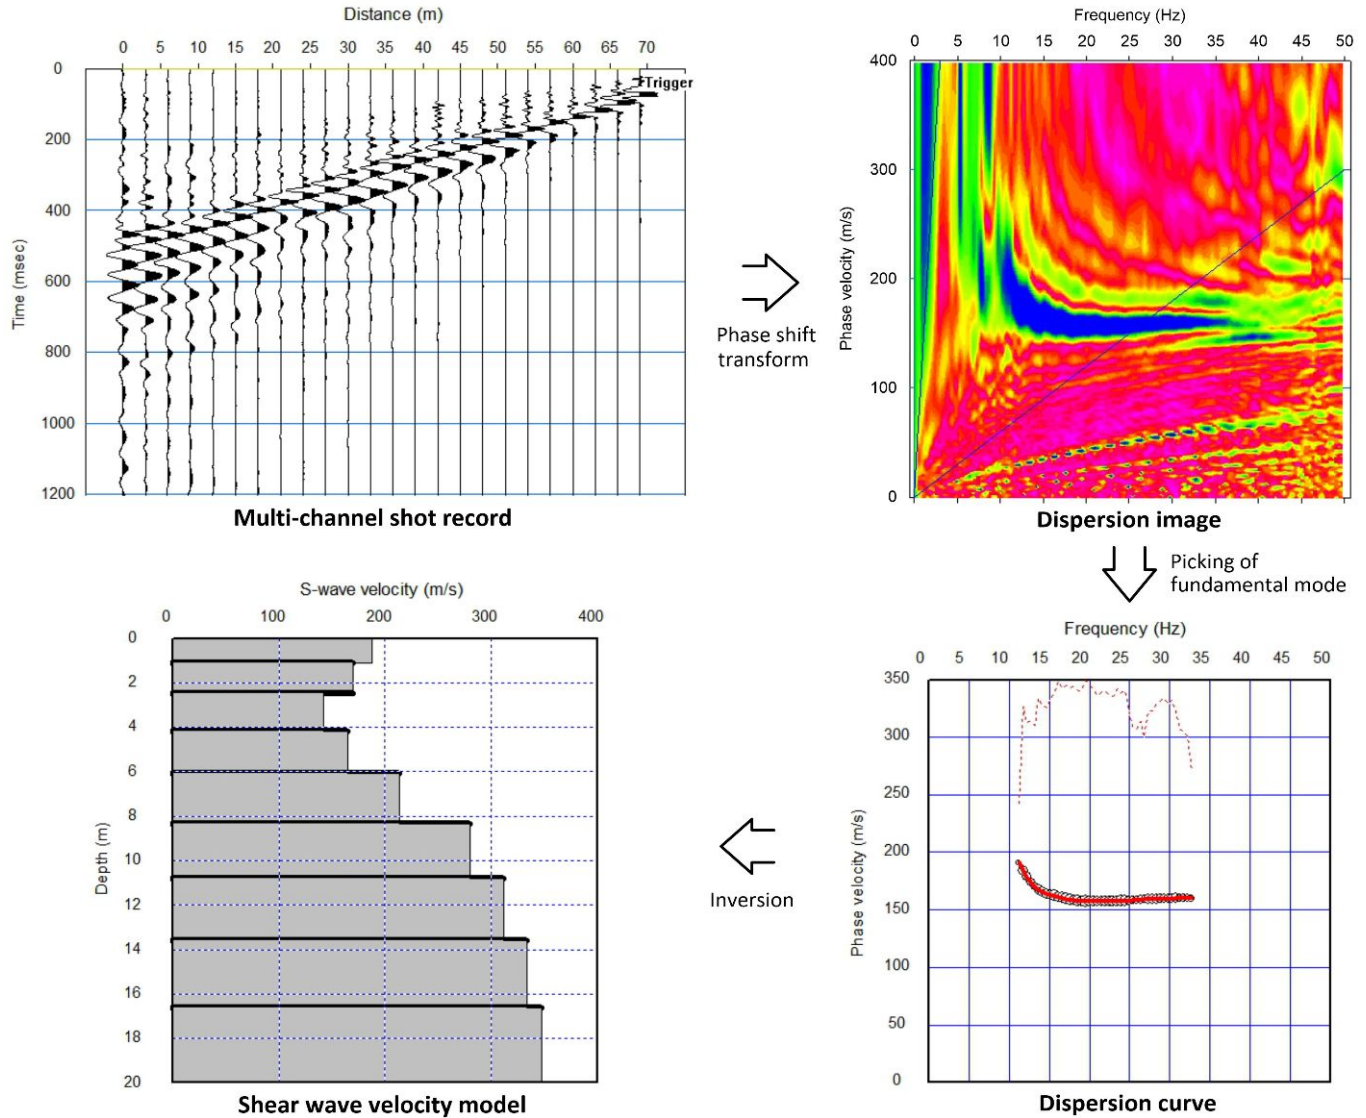 Distance (m)
0 5 10 15 20 25 30 35 40 45 50 55 60 65 70
Trigger
0
200
400
600
800
1000
1200
Time (msec)
Multi-channel shot record
Phase shift
transform
Frequency (Hz)
0 5 10 15 20 25 30 35 40 45 50
400
300
200
100
0
Phase velocity (m/s)
Dispersion image
Picking of
fundamental mode
S-wave velocity (m/s)
0 100 200 300 400
0
2
4
6
8
10
12
14
16
18
20
Depth (m)
Shear wave velocity model
Inversion
Frequency (Hz)
0 5 10 15 20 25 30 35 40 45 50
350
300
250
200
150
100
50
0
Phase velocity (m/s)
Dispersion curve